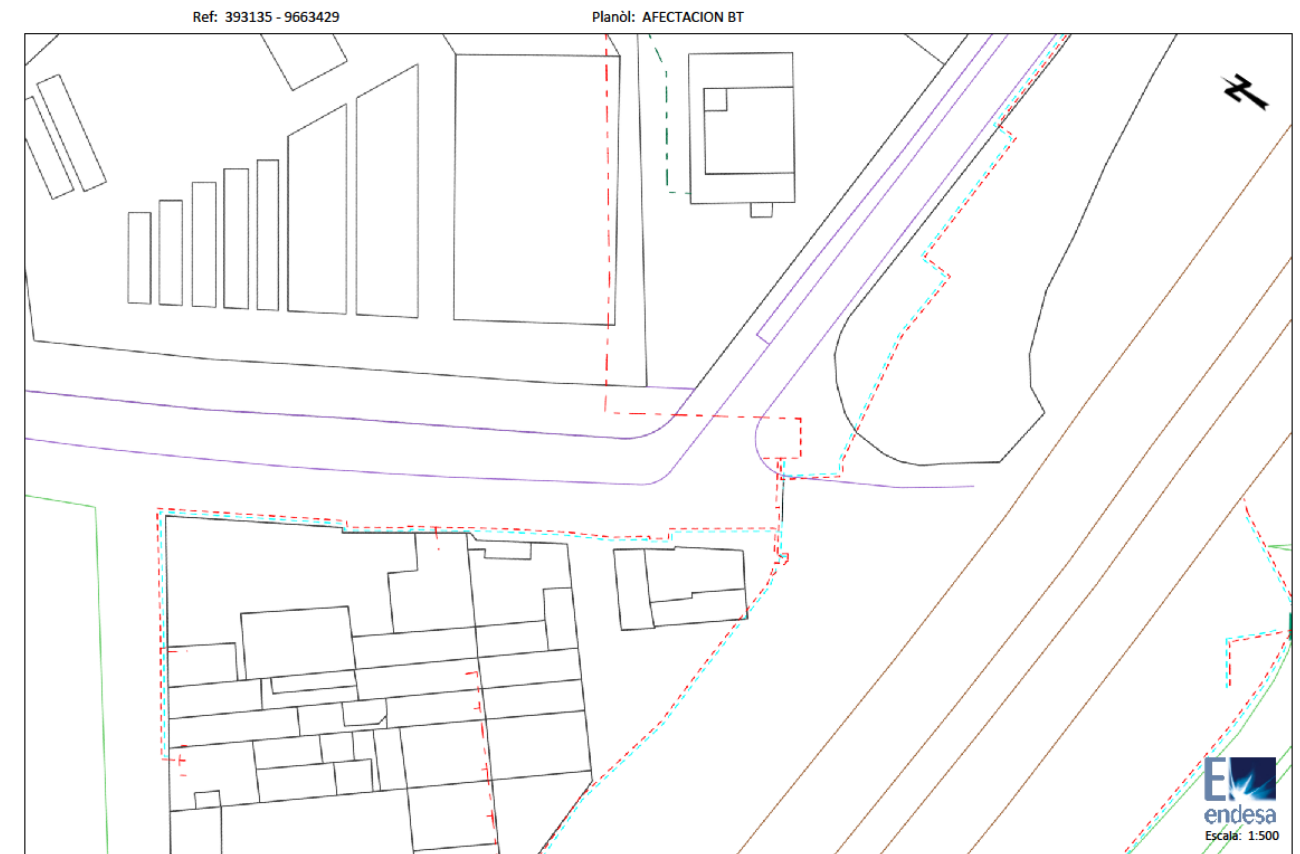 Ref: 393135 - 9663429
Planòl: AFECTACION BT
N
E
endesa
Escala: 1:500